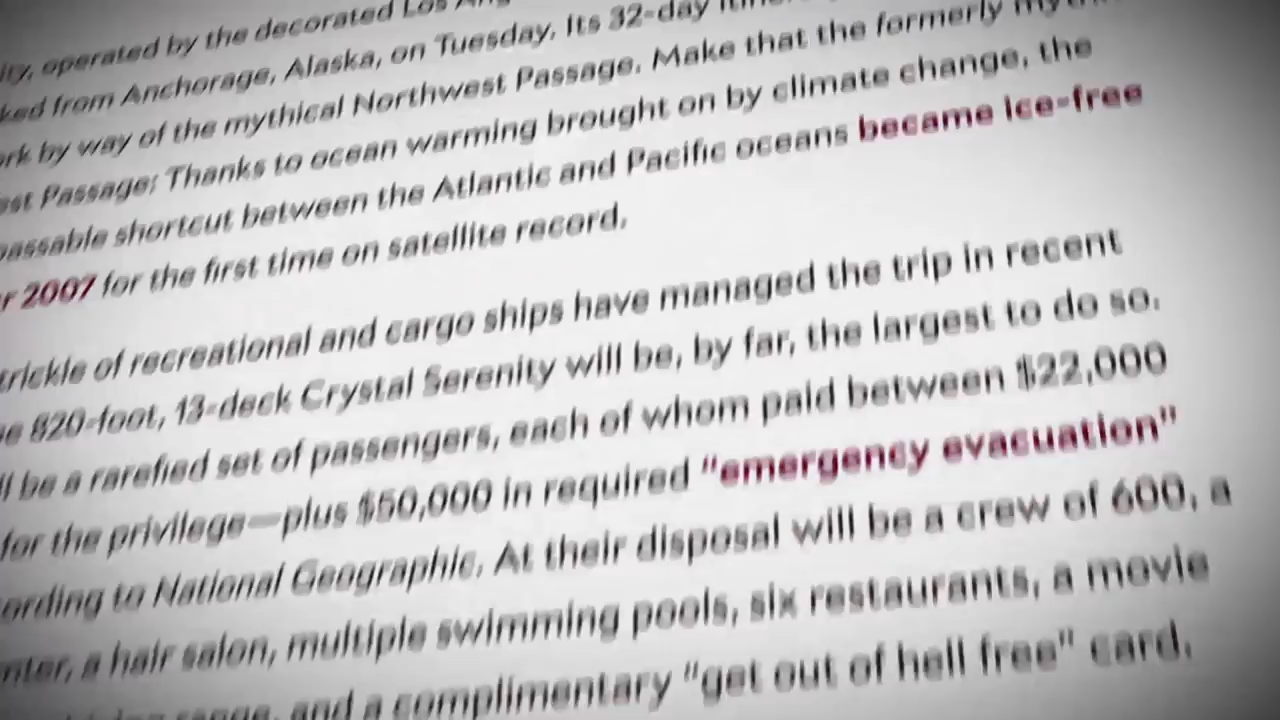 operated by the decorated Los
from Anchorage, Alaska, on Tuesday. Its 32-day
by way of the mythical Northwest Passage. Make that the formerly
Passage: Thanks to ocean warming brought on by climate change, the
passable shortcut between the Atlantic and Pacific oceans became ice-free
2007 for the first time on satellite record.
trickle of recreational and cargo ships have managed the trip in recent
820-foot, 13-deck Crystal Serenity will be, by far, the largest to do so.
be a rarefied set of passengers, each of whom paid between $22,000
for the privilege—plus $50,000 in required "emergency evacuation"
to National Geographic. At their disposal will be a crew of 600, a
a hair salon, multiple swimming pools, six restaurants, a movie
range, and a complimentary "get out of hell free" card.